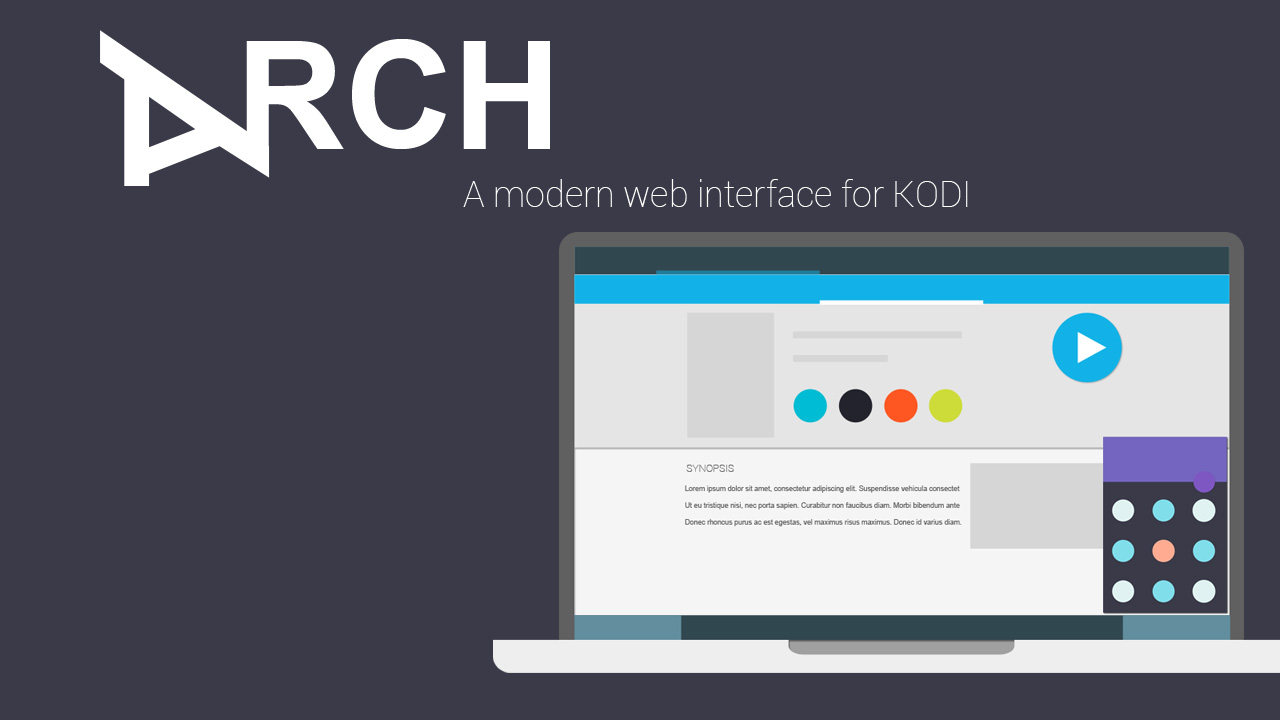 ARCH
A modern web interface for KODI
SYNOPSIS
Lorem ipsum dolor sit amet, consectetur adipiscing elit. Suspendisse vehicula consectet
Ut eu tristique nisi, nec porta sapien. Curabitur non faucibus diam. Morbi bibendum ante
Donec rhoncus purus ac est egestas, vel maximus risus maximus. Donec id varius diam.